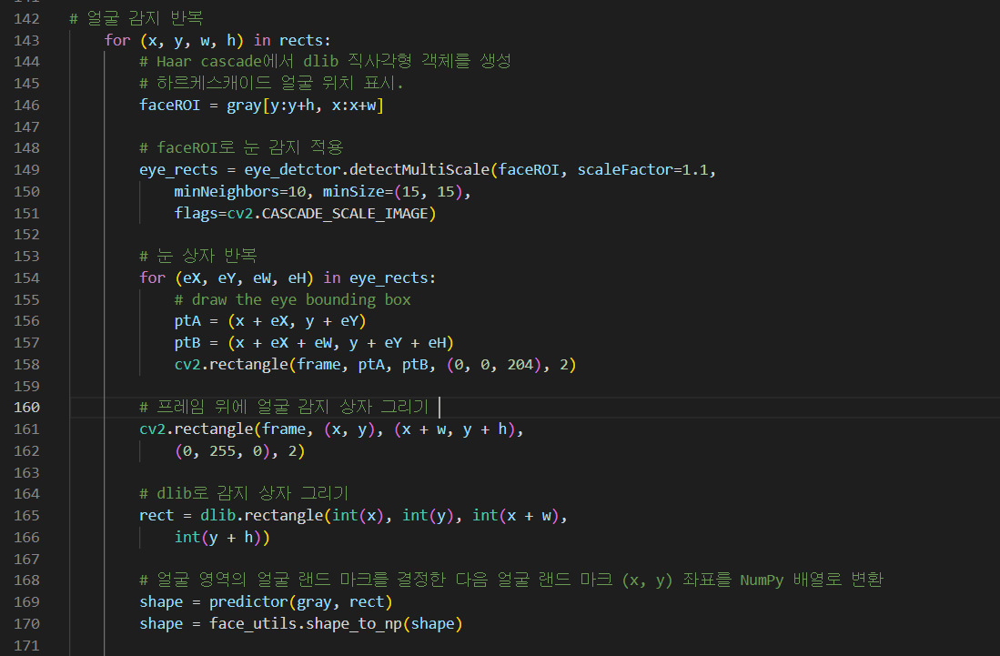 142 # 얼굴 감지 반복
143     for (x, y, w, h) in rects:
144         # Haar cascade에서 dlib 직사각형 객체를 생성
145         # 하르케스캐이드 얼굴 위치 표시.
146         faceROI = gray[y:y+h, x:x+w]
147
148         # faceROI로 눈 감지 적용
149         eye_rects = eye_detctor.detectMultiScale(faceROI, scaleFactor=1.1,
150             minNeighbors=10, minSize=(15, 15),
151             flags=cv2.CASCADE_SCALE_IMAGE)
152
153         # 눈 상자 반복
154         for (eX, eY, eW, eH) in eye_rects:
155             # draw the eye bounding box
156             ptA = (x + eX, y + eY)
157             ptB = (x + eX + eW, y + eY + eH)
158             cv2.rectangle(frame, ptA, ptB, (0, 0, 204), 2)
159
160         # 프레임 위에 얼굴 감지 상자 그리기
161         cv2.rectangle(frame, (x, y), (x + w, y + h),
162             (0, 255, 0), 2)
163
164         # dlib로 감지 상자 그리기
165         rect = dlib.rectangle(int(x), int(y), int(x + w),
166             int(y + h))
167
168         # 얼굴 영역의 얼굴 랜드 마크를 결정한 다음 얼굴 랜드 마크 (x, y) 좌표를 NumPy 배열로 변환
169         shape = predictor(gray, rect)
170         shape = face_utils.shape_to_np(shape)
171